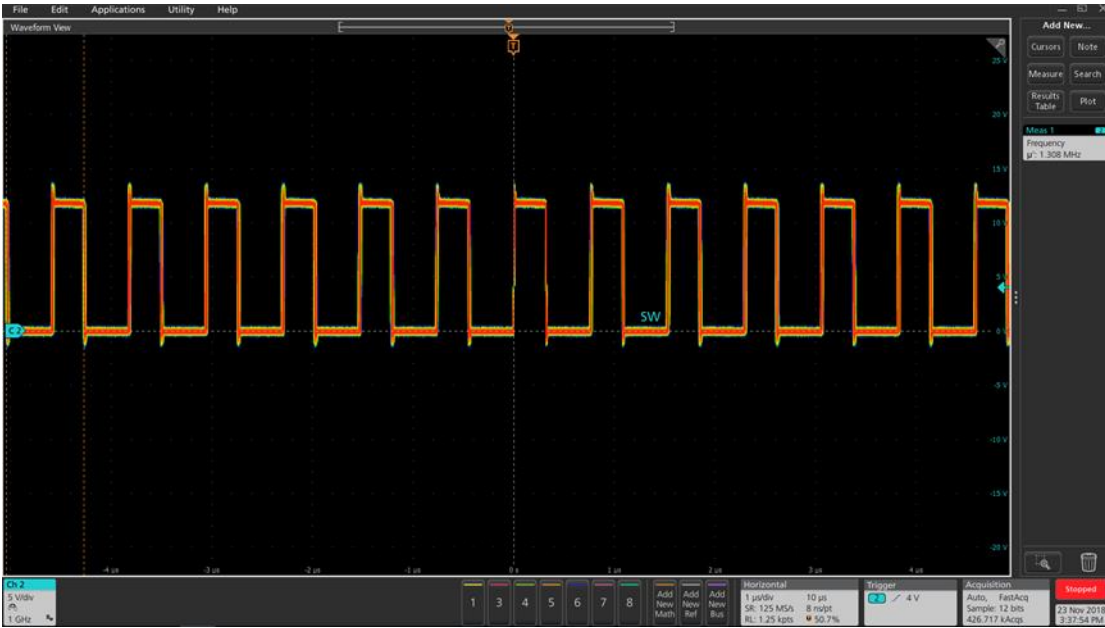 File Edit Applications Utility Help
Waveform View
T
T
25 V
20 V
15 V
10 V
5 V
0 V
-5 V
-10 V
-15 V
-20 V
C 2
SW
-4 µs -3 µs -2 µs -1 µs 0 s 1 µs 2 µs 3 µs 4 µs
Add New...
Cursors Note
Measure Search
Results Table Plot
Meas 1 2
Frequency
µ': 1.308 MHz
Ch 2
5 V/div
1 GHz
1 3 4 5 6 7 8
Add New Math
Add New Ref
Add New Bus
Horizontal
1 µs/div 10 µs
SR: 125 MS/s 8 ns/pt
RL: 1.25 kpts 50.7%
Trigger
2 4 V
Acquisition
Auto, FastAcq
Sample: 12 bits
426.717 kAcqs
Stopped
23 Nov 2018
3:37:54 PM